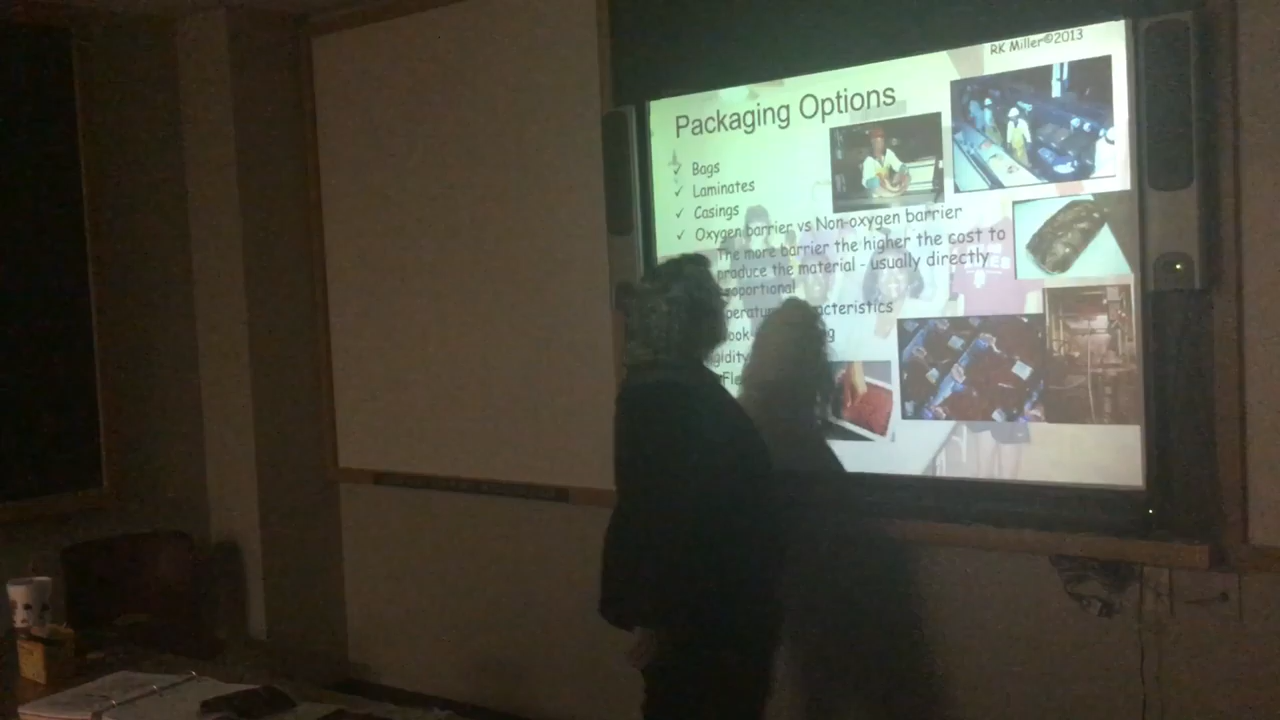 RK Miller©2013
Packaging Options
✓ Bags
✓ Laminates
✓ Casings
✓ Oxygen barrier vs Non-oxygen barrier
The more barrier the higher the cost to
produce the material - usually directly